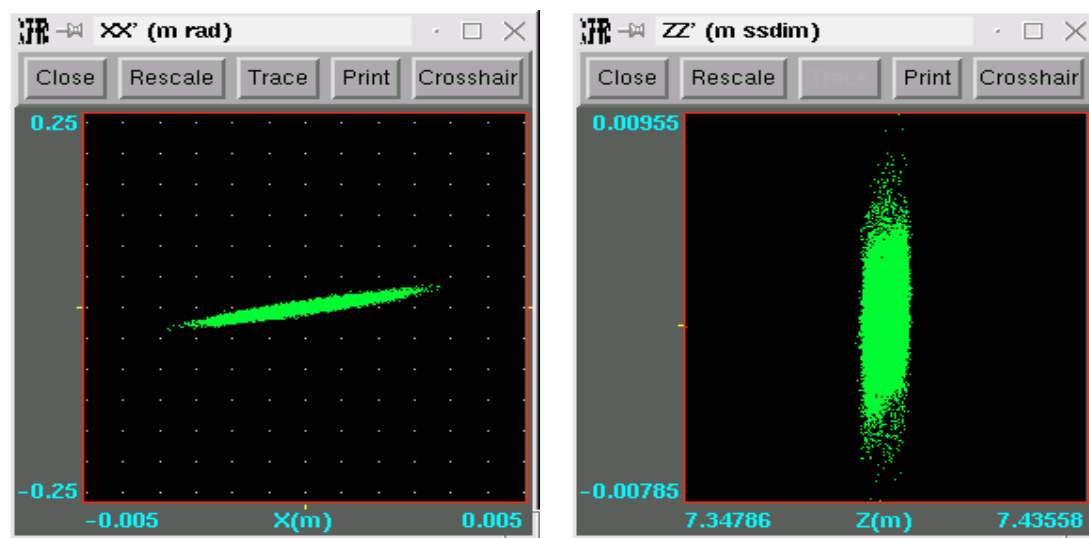 XX' (m rad)
Close Rescale Trace Print Crosshair
0.25
-0.25
-0.005 X(m) 0.005
ZZ' (m ssdim)
Close Rescale Trace Print Crosshair
0.00955
-0.00785
7.34786 Z(m) 7.43558